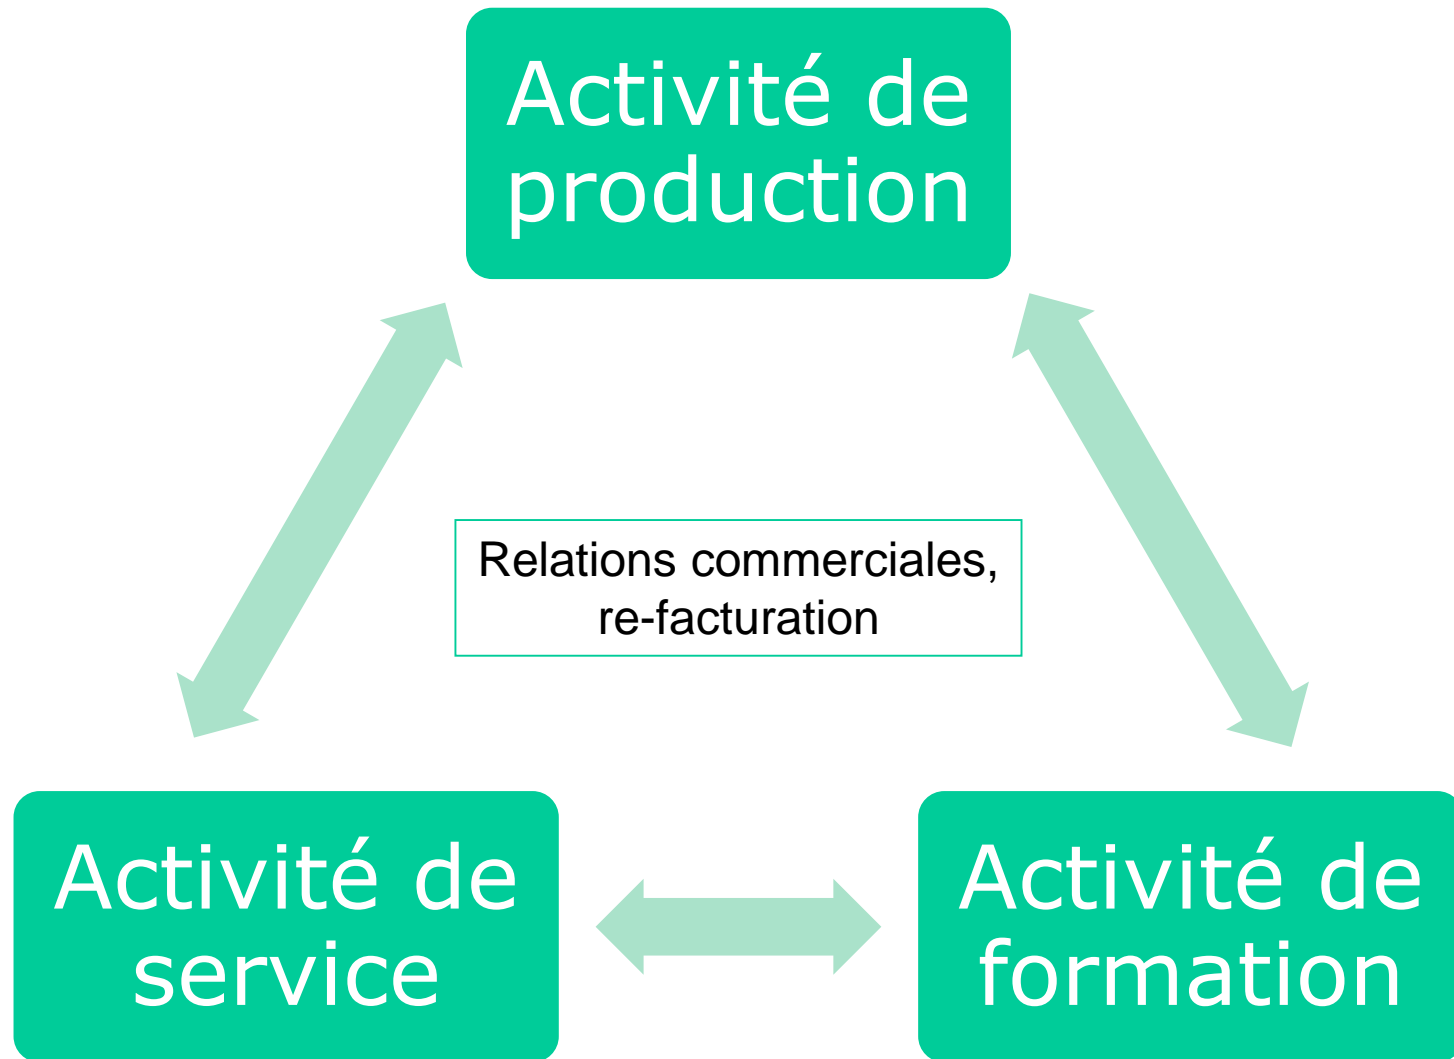 Activité de
production
Relations commerciales,
re-facturation
Activité de
service
Activité de
formation